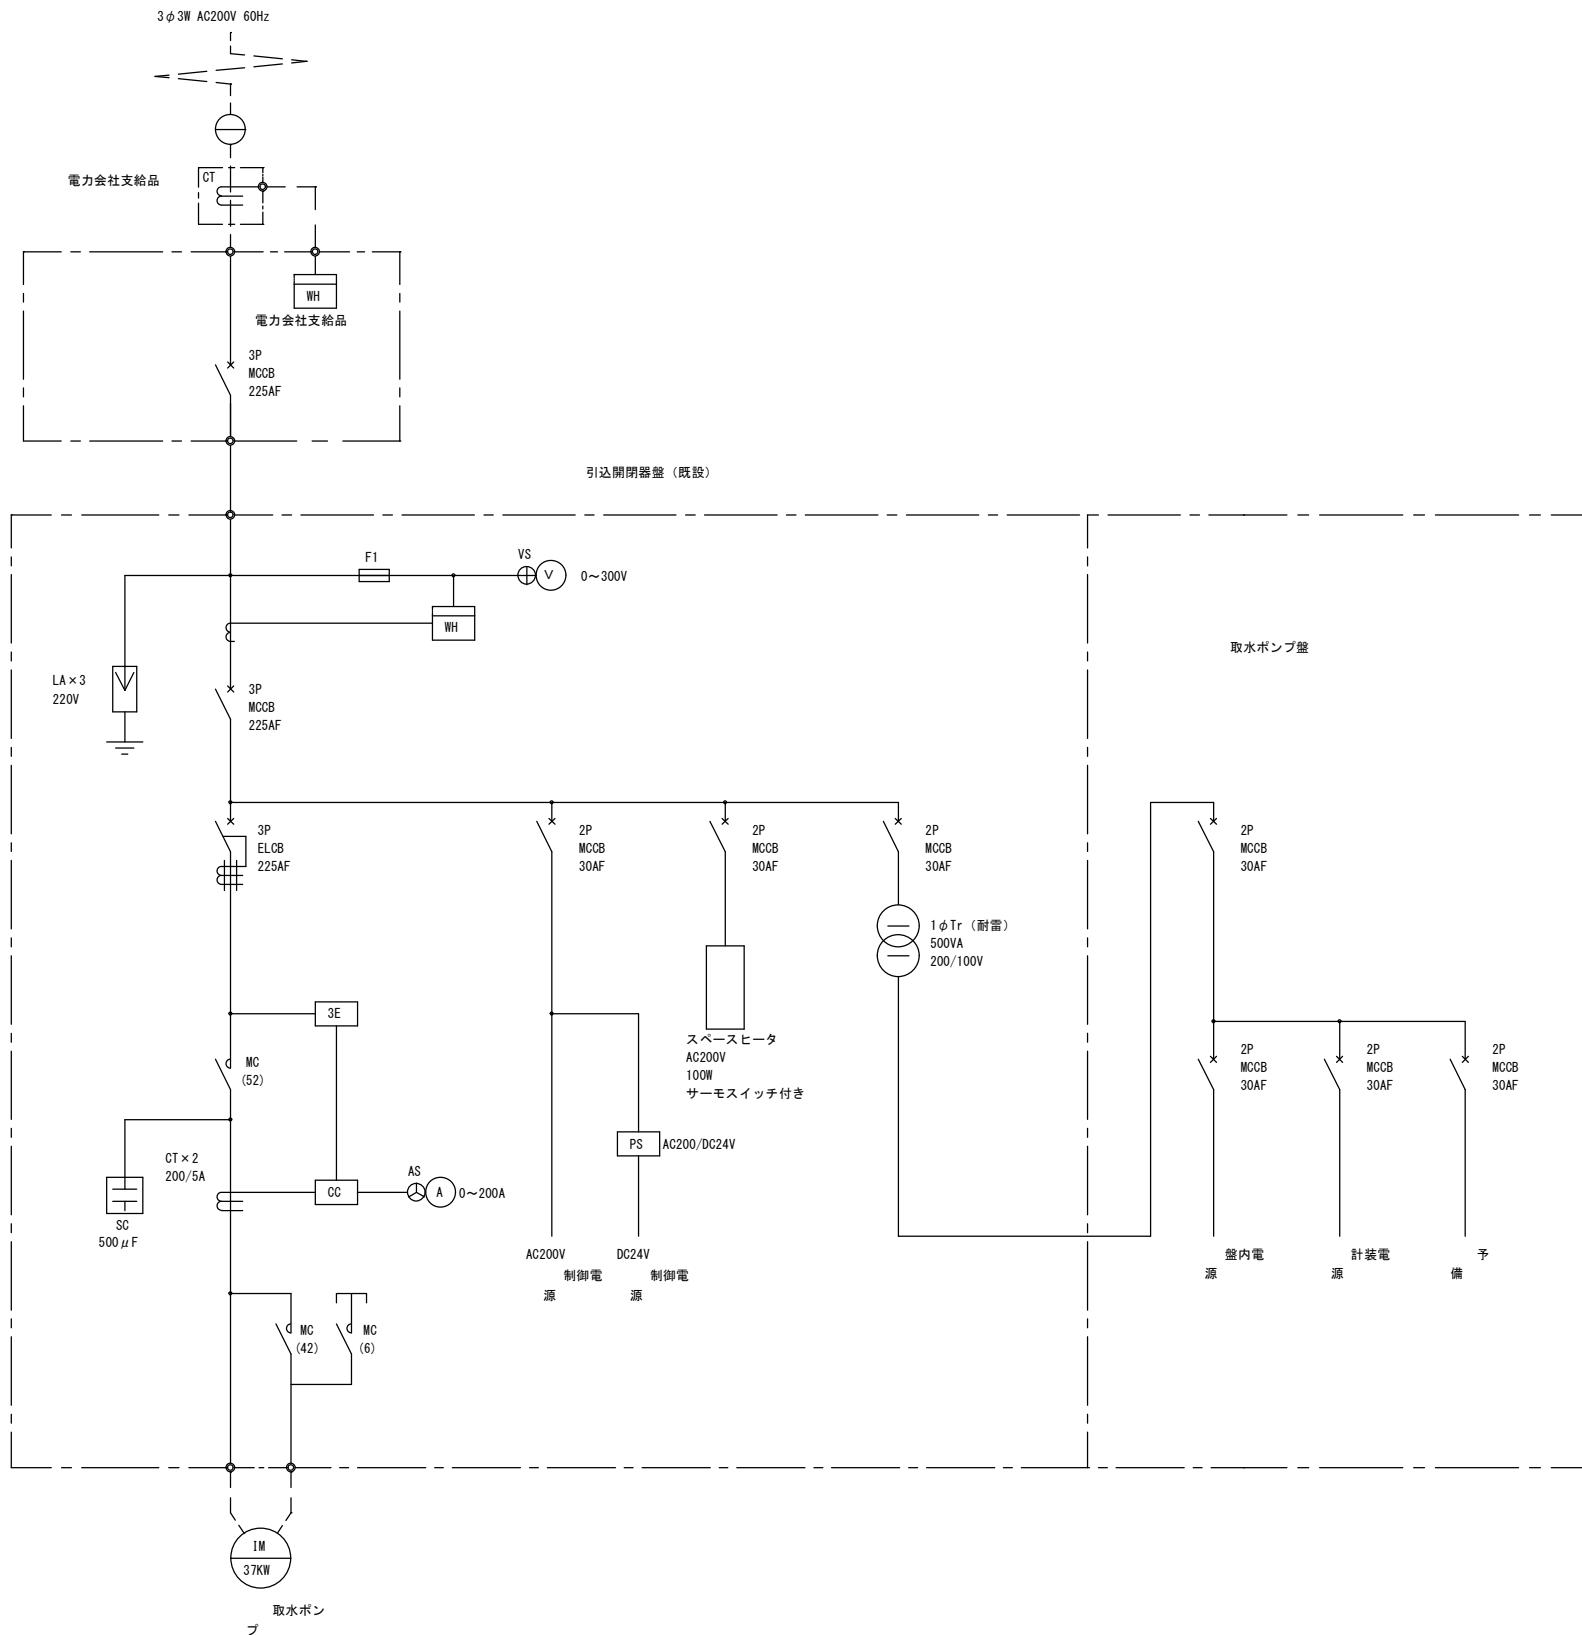 3φ3W AC200V 60Hz
電力会社支給品
CT
WH
電力会社支給品
3P
MCCB
225AF
引込開閉器盤（既設）
F1
VS
V
0～300V
WH
取水ポンプ盤
LA×3
220V
3P
MCCB
225AF
3P
ELCB
225AF
2P
MCCB
30AF
2P
MCCB
30AF
2P
MCCB
30AF
2P
MCCB
30AF
1φTr（耐雷）
500VA
200/100V
3E
スペースヒータ
AC200V
100W
サーモスイッチ付き
MC
(52)
2P
MCCB
30AF
2P
MCCB
30AF
2P
MCCB
30AF
PS
AC200/DC24V
CT×2
200/5A
CC
AS
A
0～200A
SC
500μF
AC200V
制御電
源
DC24V
制御電
源
盤内電
源
計装電
源
予
備
MC
(42)
MC
(6)
IM
37KW
取水ポン
プ